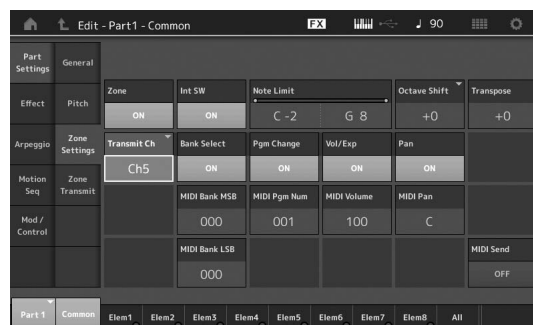 Edit - Part1 - Common
FX
♩ 90
Part Settings
General
Effect
Pitch
Arpeggio
Zone Settings
Motion Seq
Zone Transmit
Mod / Control
Zone
ON
Int SW
ON
Note Limit
C -2
G 8
Octave Shift
+0
Transpose
+0
Transmit Ch
Ch5
Bank Select
ON
Pgm Change
ON
Vol/Exp
ON
Pan
ON
MIDI Bank MSB
000
MIDI Pgm Num
001
MIDI Volume
100
MIDI Pan
C
MIDI Bank LSB
000
MIDI Send
OFF
Part 1
Common
Elem1
Elem2
Elem3
Elem4
Elem5
Elem6
Elem7
Elem8
All